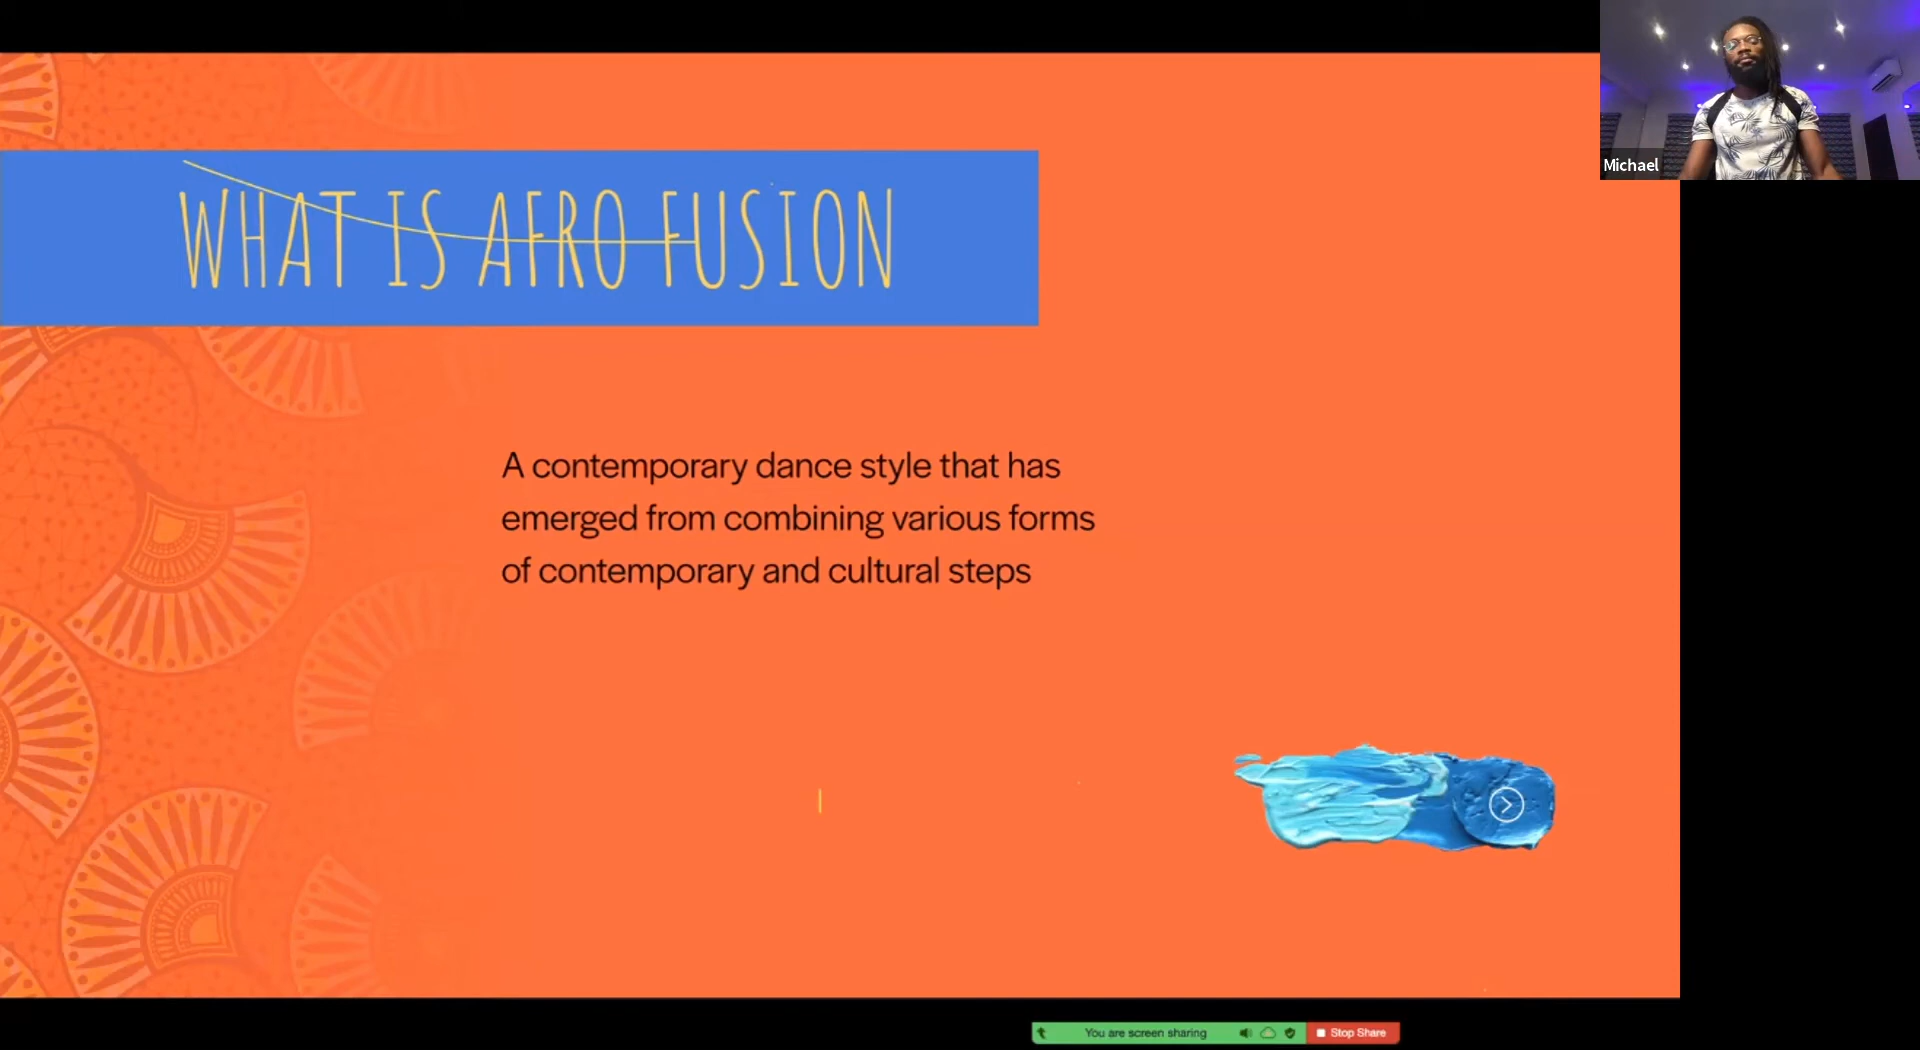 WHAT IS AFRO FUSION
Michael
A contemporary dance style that has
emerged from combining various forms
of contemporary and cultural steps
You are screen sharing
Stop Share